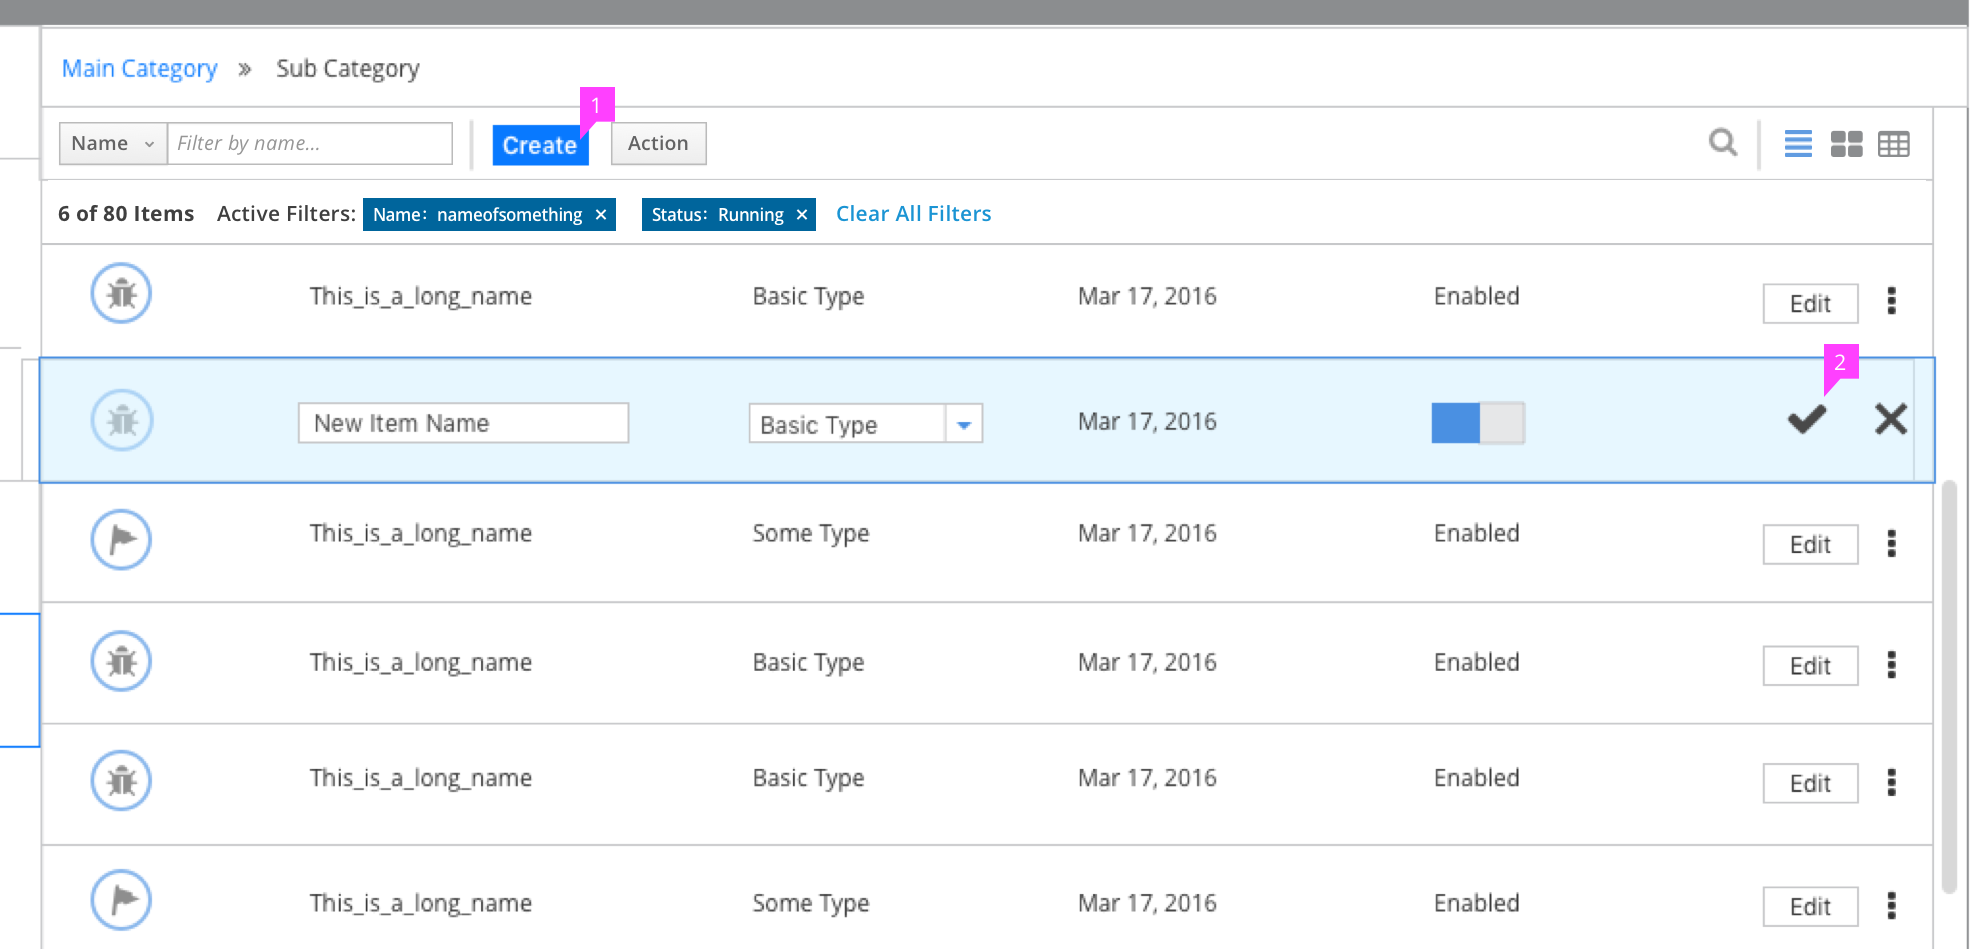 Main Category » Sub Category
1
Name Filter by name... Create Action
6 of 80 Items Active Filters: Name: nameofsomething × Status: Running × Clear All Filters
This_is_a_long_name Basic Type Mar 17, 2016 Enabled Edit
2
New Item Name Basic Type Mar 17, 2016
This_is_a_long_name Some Type Mar 17, 2016 Enabled Edit
This_is_a_long_name Basic Type Mar 17, 2016 Enabled Edit
This_is_a_long_name Basic Type Mar 17, 2016 Enabled Edit
This_is_a_long_name Some Type Mar 17, 2016 Enabled Edit